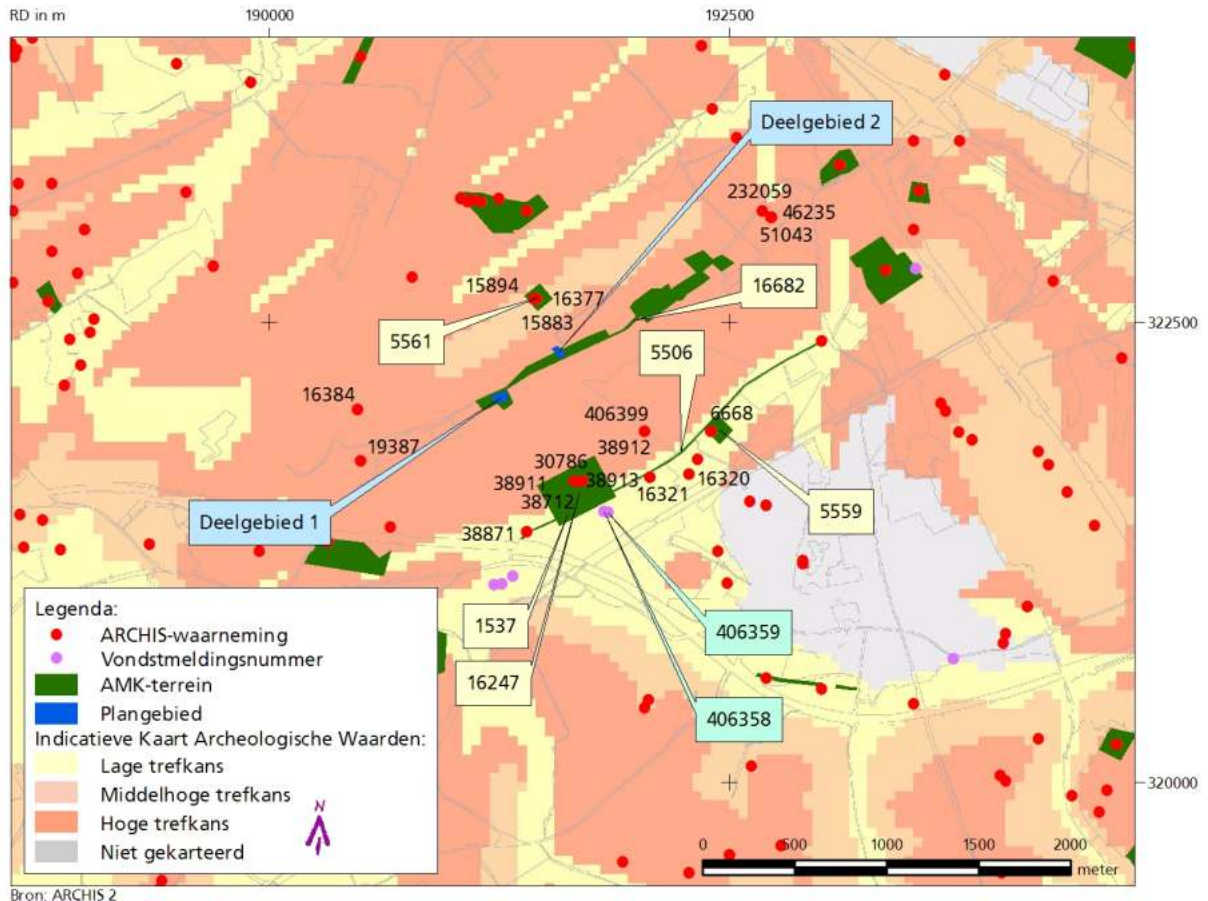 RD in m
190000
192500
Deelgebied 2
232059
46235
51043
15894
16377
16682
15883
5561
322500
5506
16384
406399
6668
19387
38912
30786
38911
38913
16320
38712
16321
5559
Deelgebied 1
38871
1537
406359
16247
406358
Legenda:
ARCHIS-waarneming
Vondstmeldingsnummer
AMK-terrein
Plangebied
Indicatieve Kaart Archeologische Waarden:
Lage trefkans
Middelhoge trefkans
Hoge trefkans
Niet gekarteerd
N
320000
0
500
1000
1500
2000
meter
Bron: ARCHIS 2